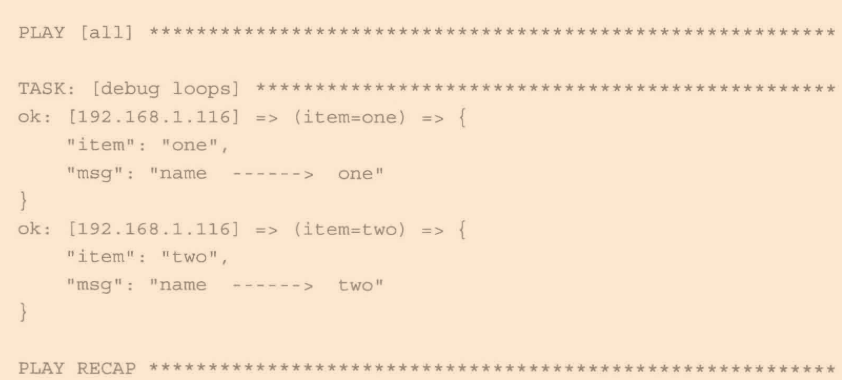 PLAY [all] **********************************************************
TASK: [debug loops] *************************************************
ok: [192.168.1.116] => (item=one) => {
"item": "one",
"msg": "name  ------>  one"
}
ok: [192.168.1.116] => (item=two) => {
"item": "two",
"msg": "name  ------>  two"
}
PLAY RECAP **********************************************************